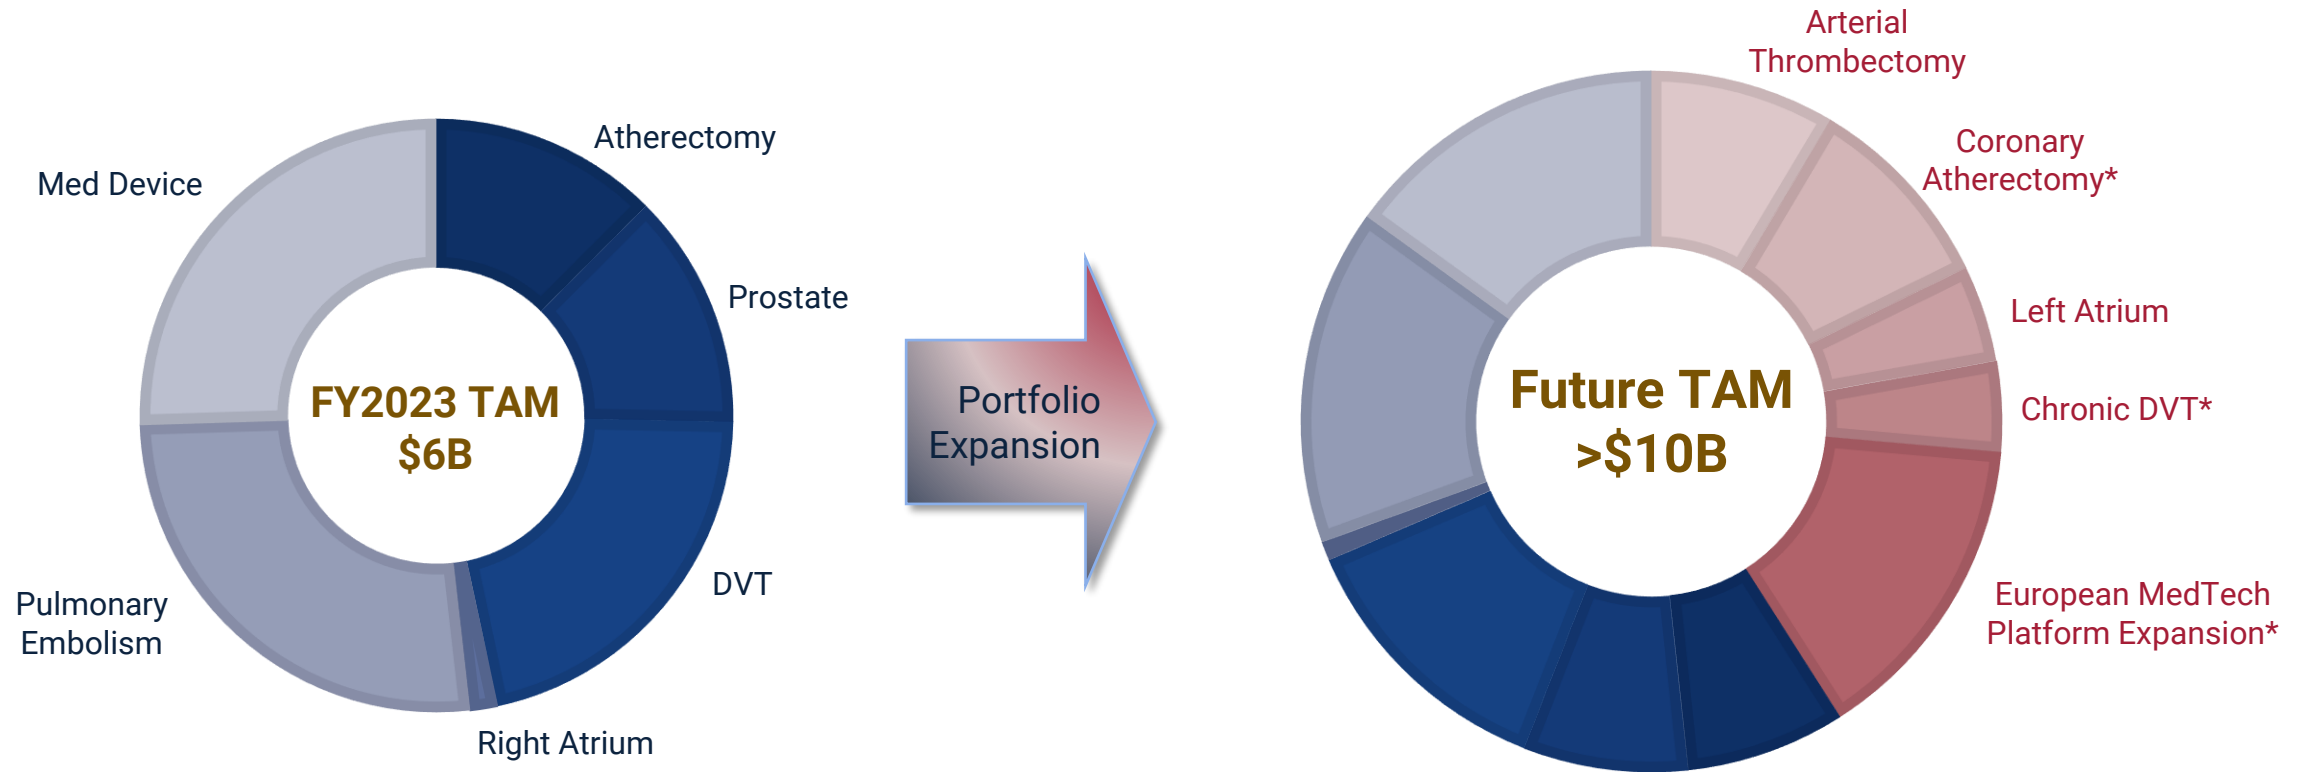 Med Device
Atherectomy
Prostate
FY2023 TAM
$6B
DVT
Pulmonary
Embolism
Right Atrium
Portfolio
Expansion
Arterial
Thrombectomy
Coronary
Atherectomy*
Left Atrium
Chronic DVT*
Future TAM
>$10B
European MedTech
Platform Expansion*